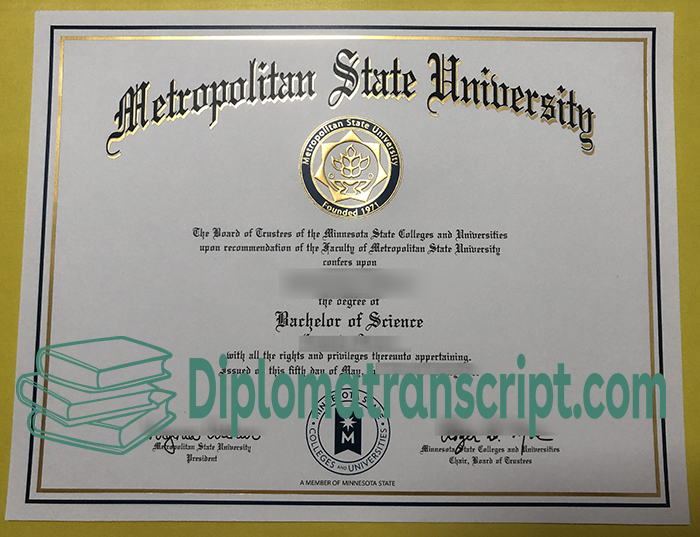 Metropolitan State University
Metropolitan State University
Founded 1971
The Board of Trustees of the Minnesota State Colleges and Universities
upon recommendation of the Faculty of Metropolitan State University
confers upon
the degree of
Bachelor of Science
with all the rights and privileges thereunto appertaining.
Issued on this fifth day of May,
Diplomatranscript.com
MINNESOTA STATE
COLLEGES AND UNIVERSITIES
M
Metropolitan State University
President
Minnesota State Colleges and Universities
Chair, Board of Trustees
A MEMBER OF MINNESOTA STATE